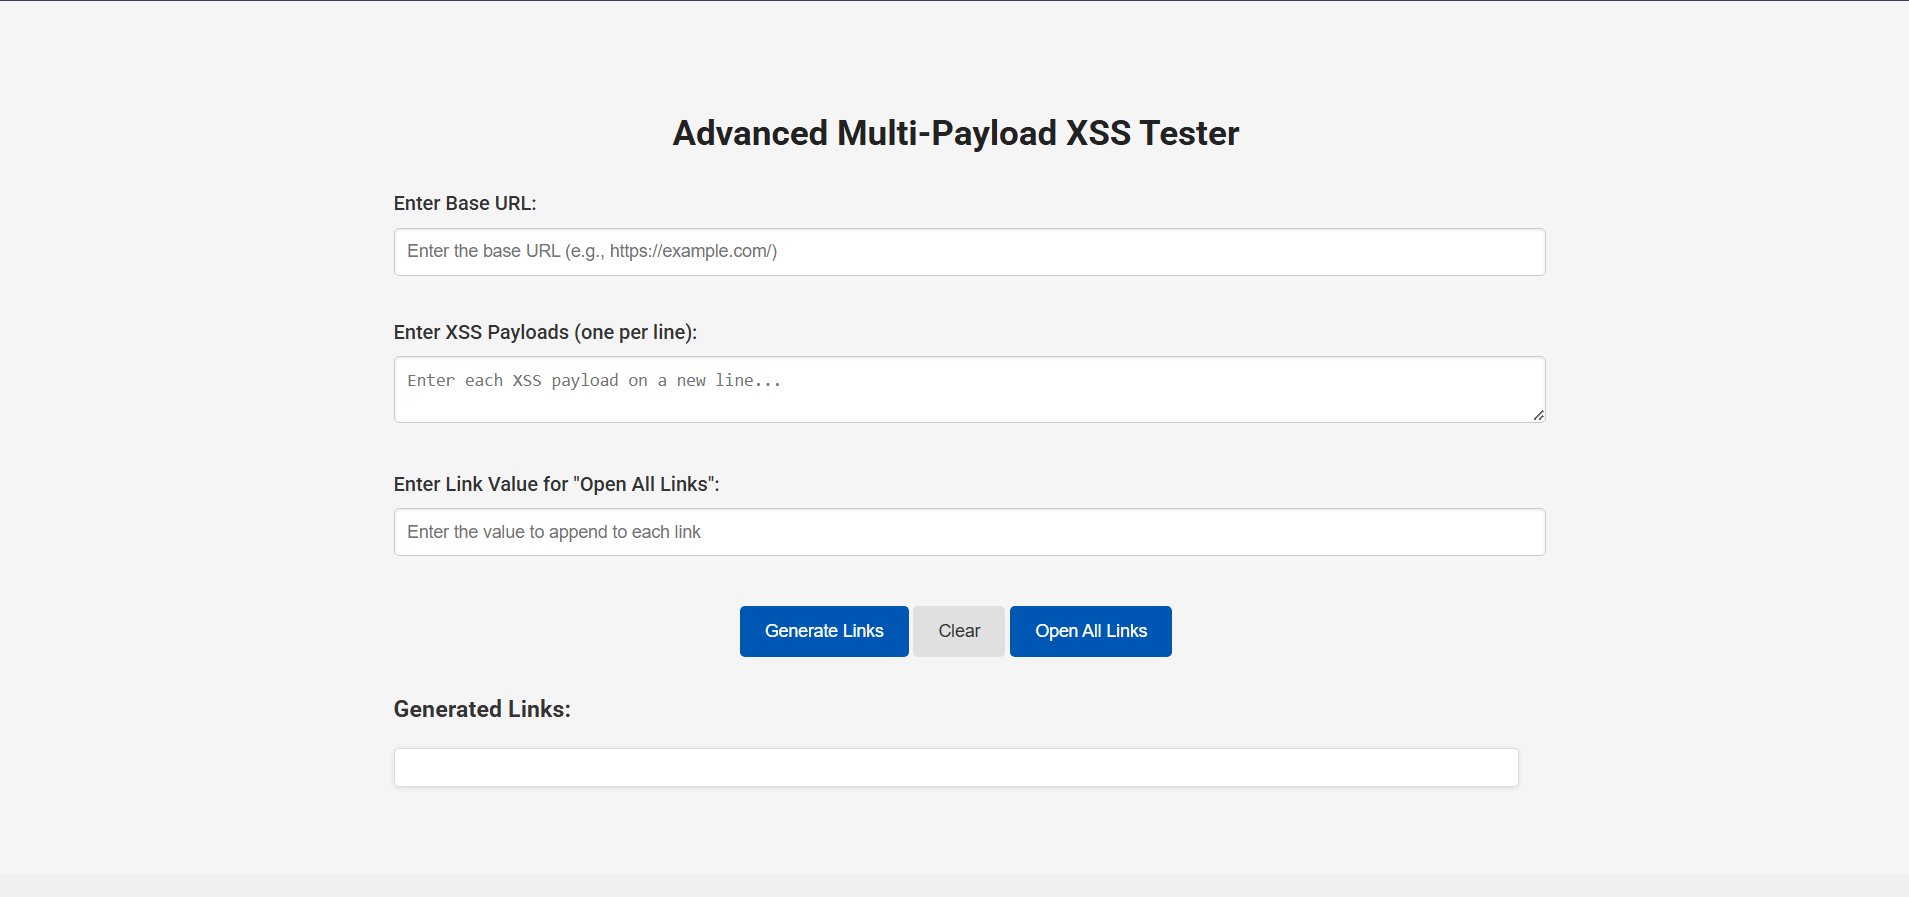 Advanced Multi-Payload XSS Tester
Enter Base URL:
Enter the base URL (e.g., https://example.com/)
Enter XSS Payloads (one per line):
Enter each XSS payload on a new line...
Enter Link Value for "Open All Links":
Enter the value to append to each link
Generate Links Clear Open All Links
Generated Links: